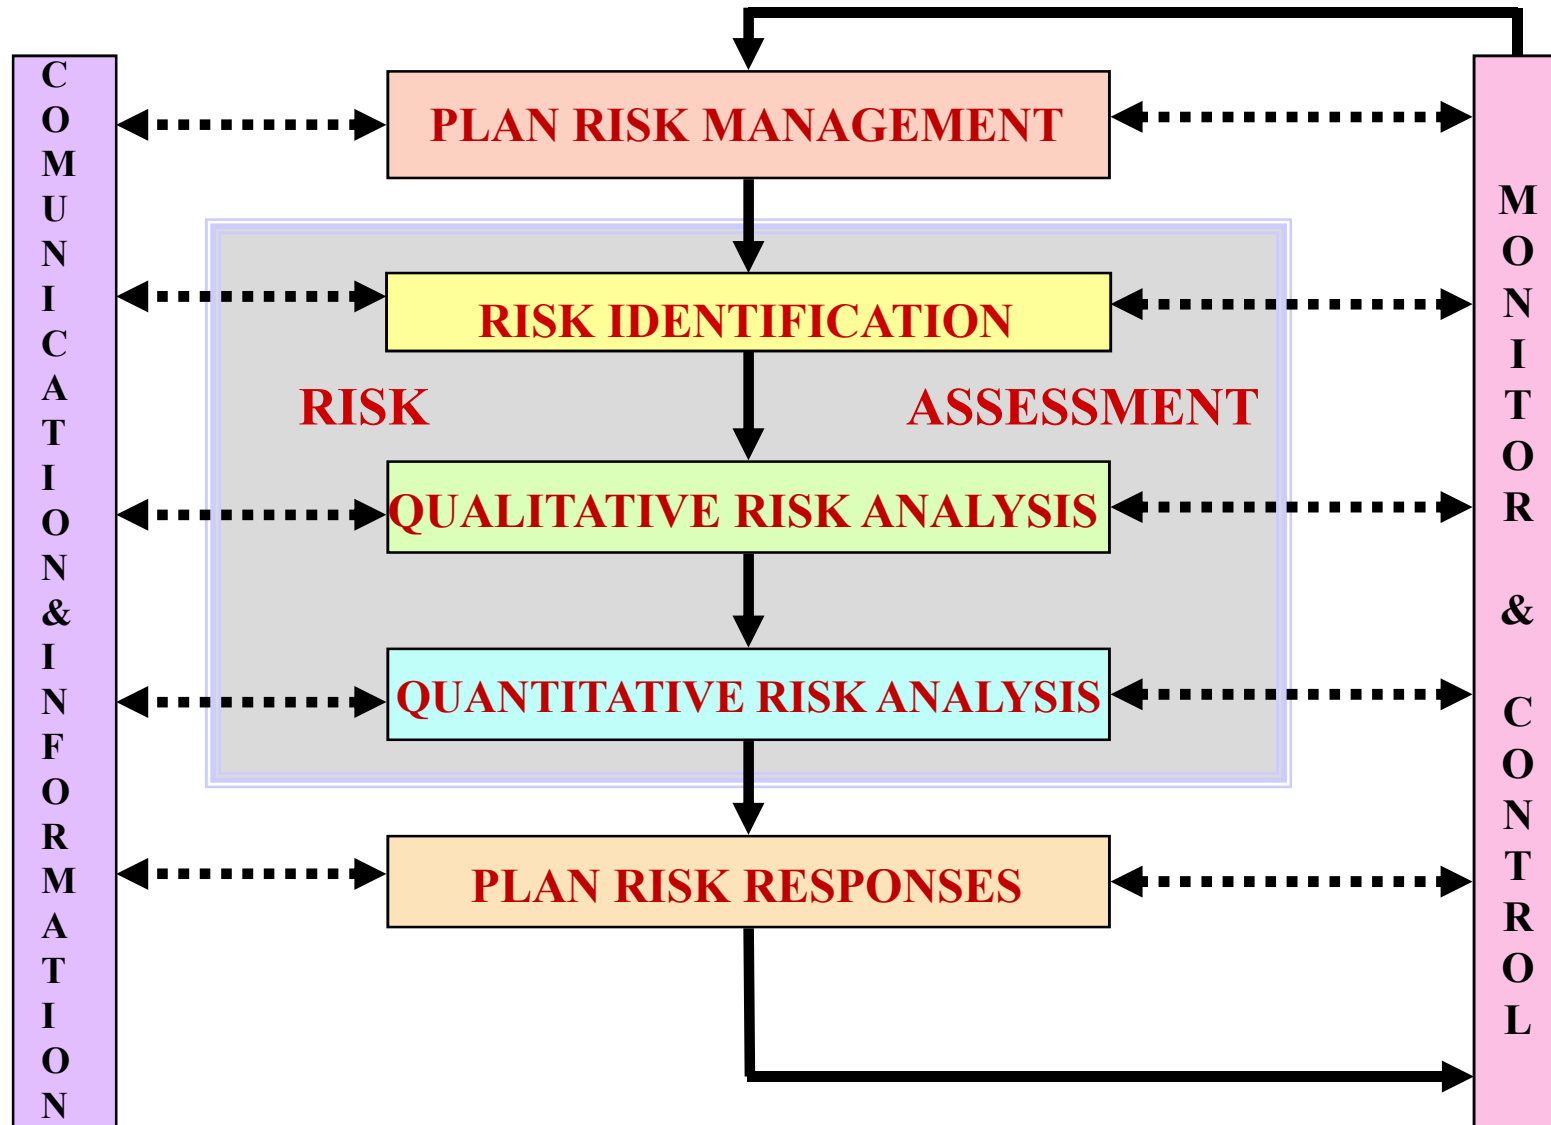 COMUNICATION&INFORMATION
PLAN RISK MANAGEMENT
RISK IDENTIFICATION
RISK ASSESSMENT
QUALITATIVE RISK ANALYSIS
QUANTITATIVE RISK ANALYSIS
PLAN RISK RESPONSES
MONITOR & CONTROL